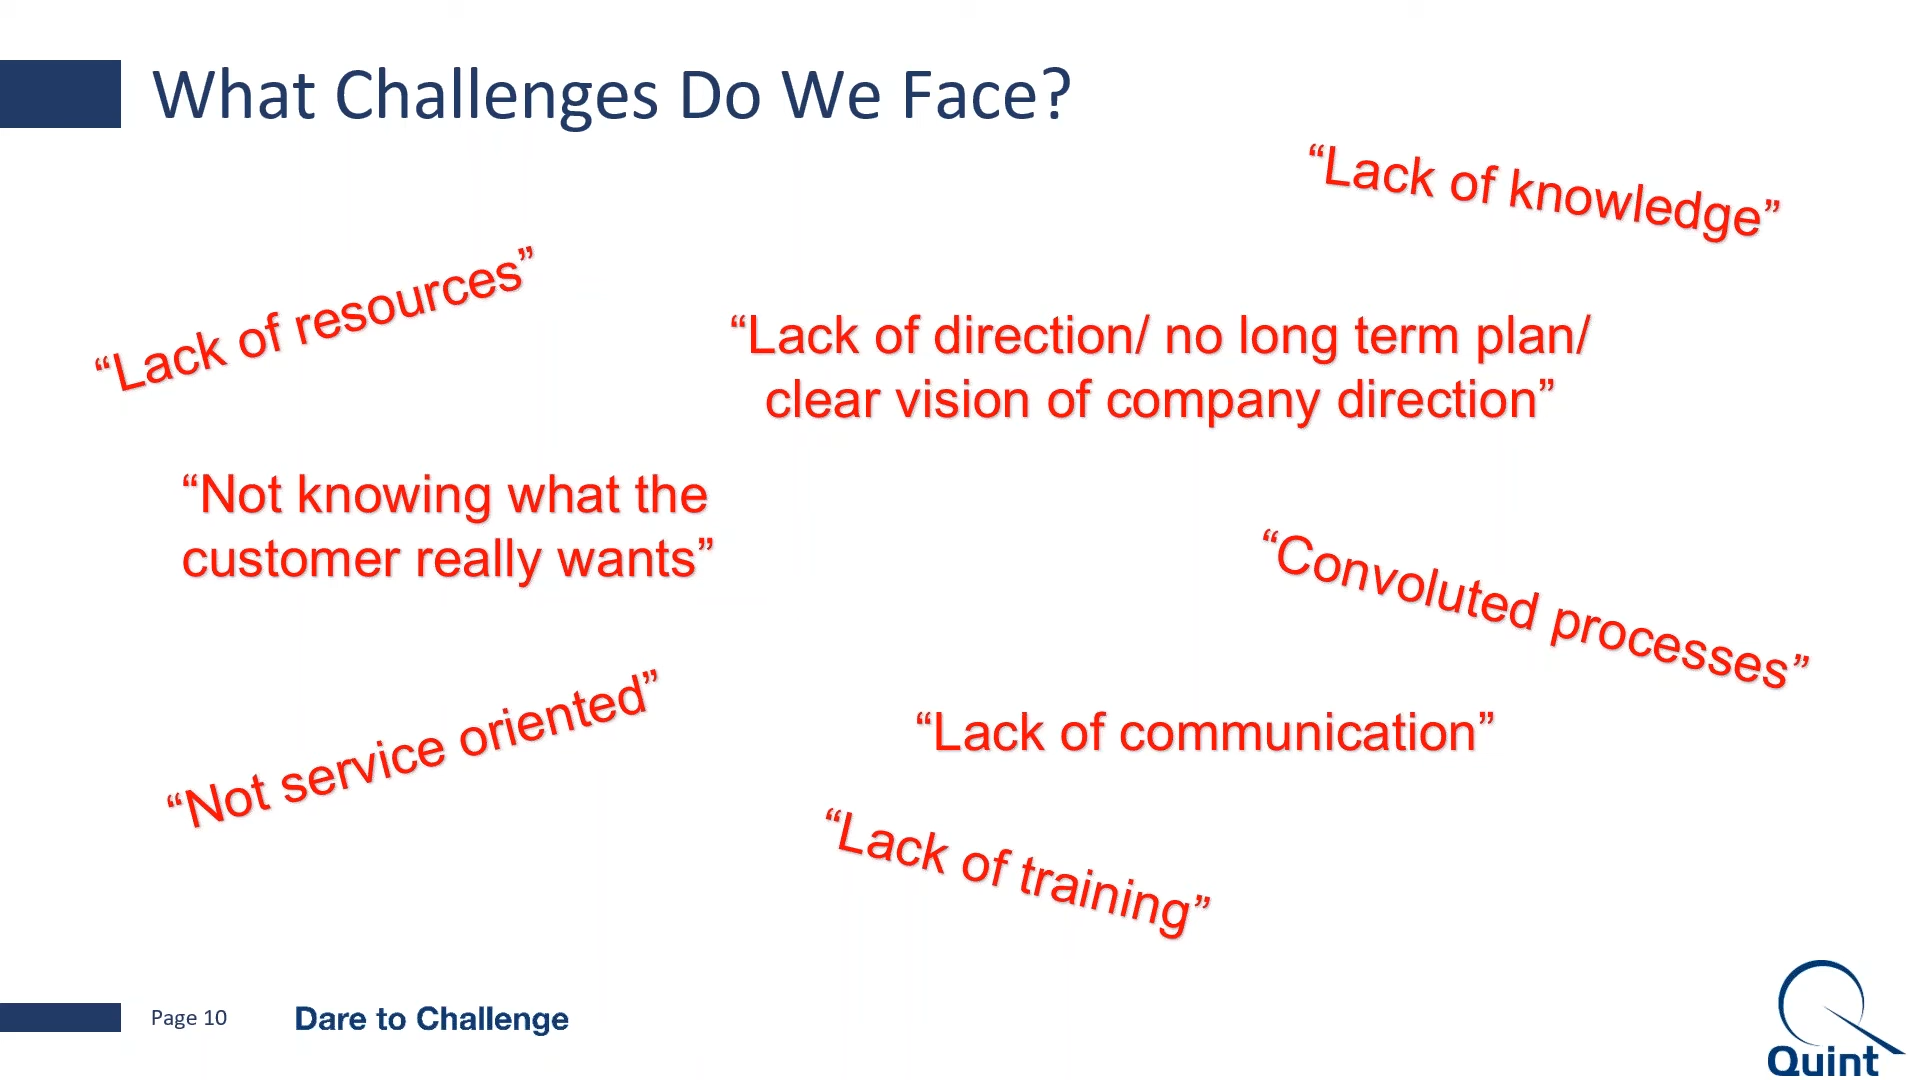 What Challenges Do We Face?
“Lack of knowledge”
“Lack of resources”
“Lack of direction/ no long term plan/
clear vision of company direction”
“Not knowing what the
customer really wants”
“Convoluted processes”
“Not service oriented”
“Lack of communication”
“Lack of training”
Page 10
Dare to Challenge
Quint